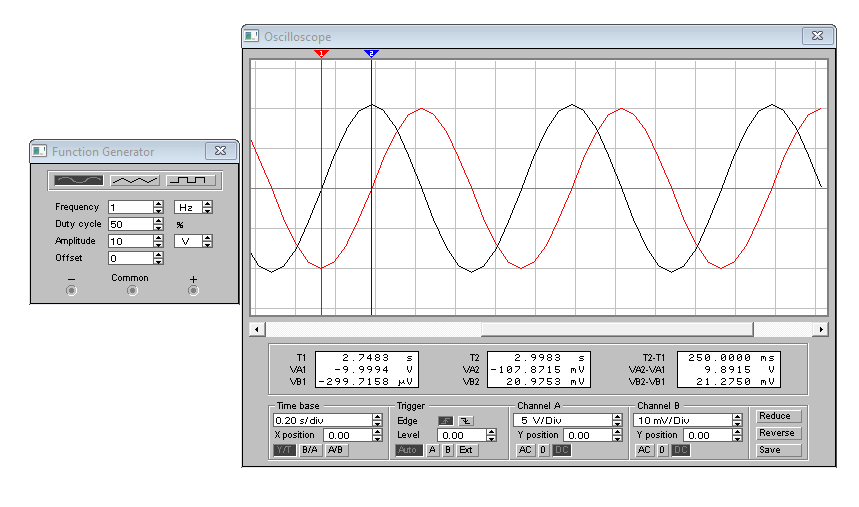 Oscilloscope
1 2
Function Generator
Frequency 1 Hz
Duty cycle 50 %
Amplitude 10 V
Offset 0
− Common +
T1 2.7483 s T2 2.9983 s T2-T1 250.0000 ms
VA1 -9.9994 V VA2 -107.8715 mV VA2-VA1 9.8915 V
VB1 -299.7158 μV VB2 20.9753 mV VB2-VB1 21.2750 mV
Time base Trigger Channel A Channel B Reduce
0.20 s/div Edge 5 V/Div 10 mV/Div
X position 0.00 Level 0.00 Y position 0.00 Y position 0.00 Reverse
Y/T B/A A/B Auto A B Ext AC 0 DC AC 0 DC Save